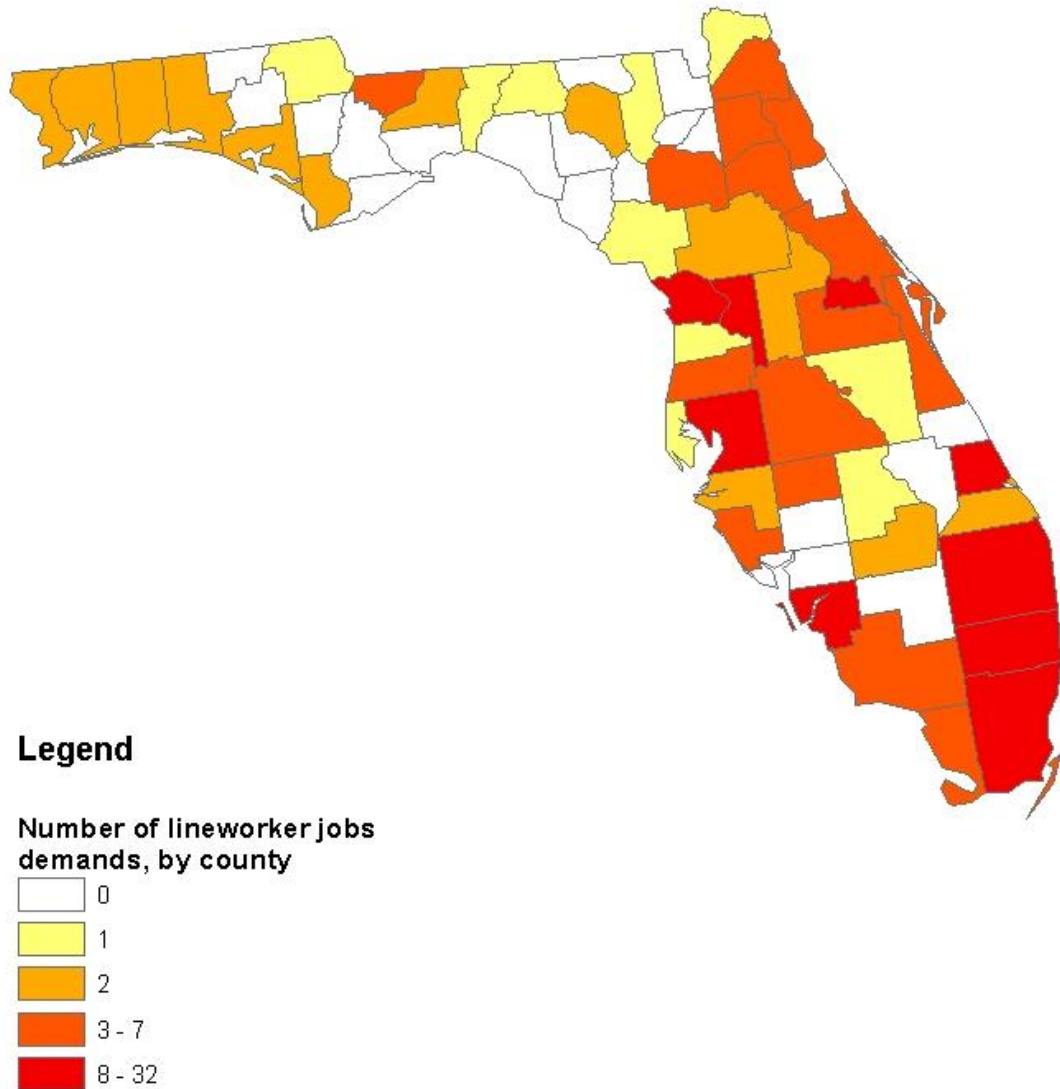 Legend
Number of lineworker jobs
demands, by county
0
1
2
3 - 7
8 - 32